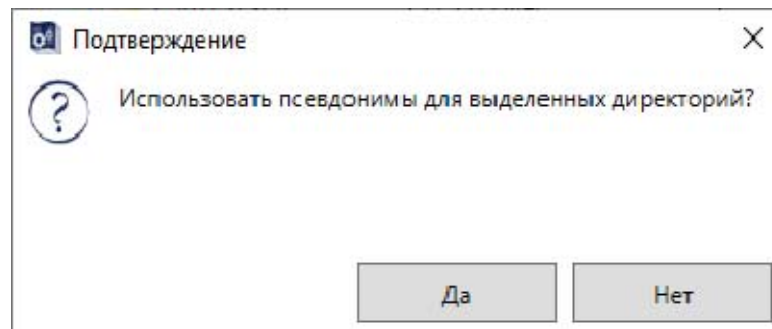 Подтверждение
Использовать псевдонимы для выделенных директорий?
Да
Нет